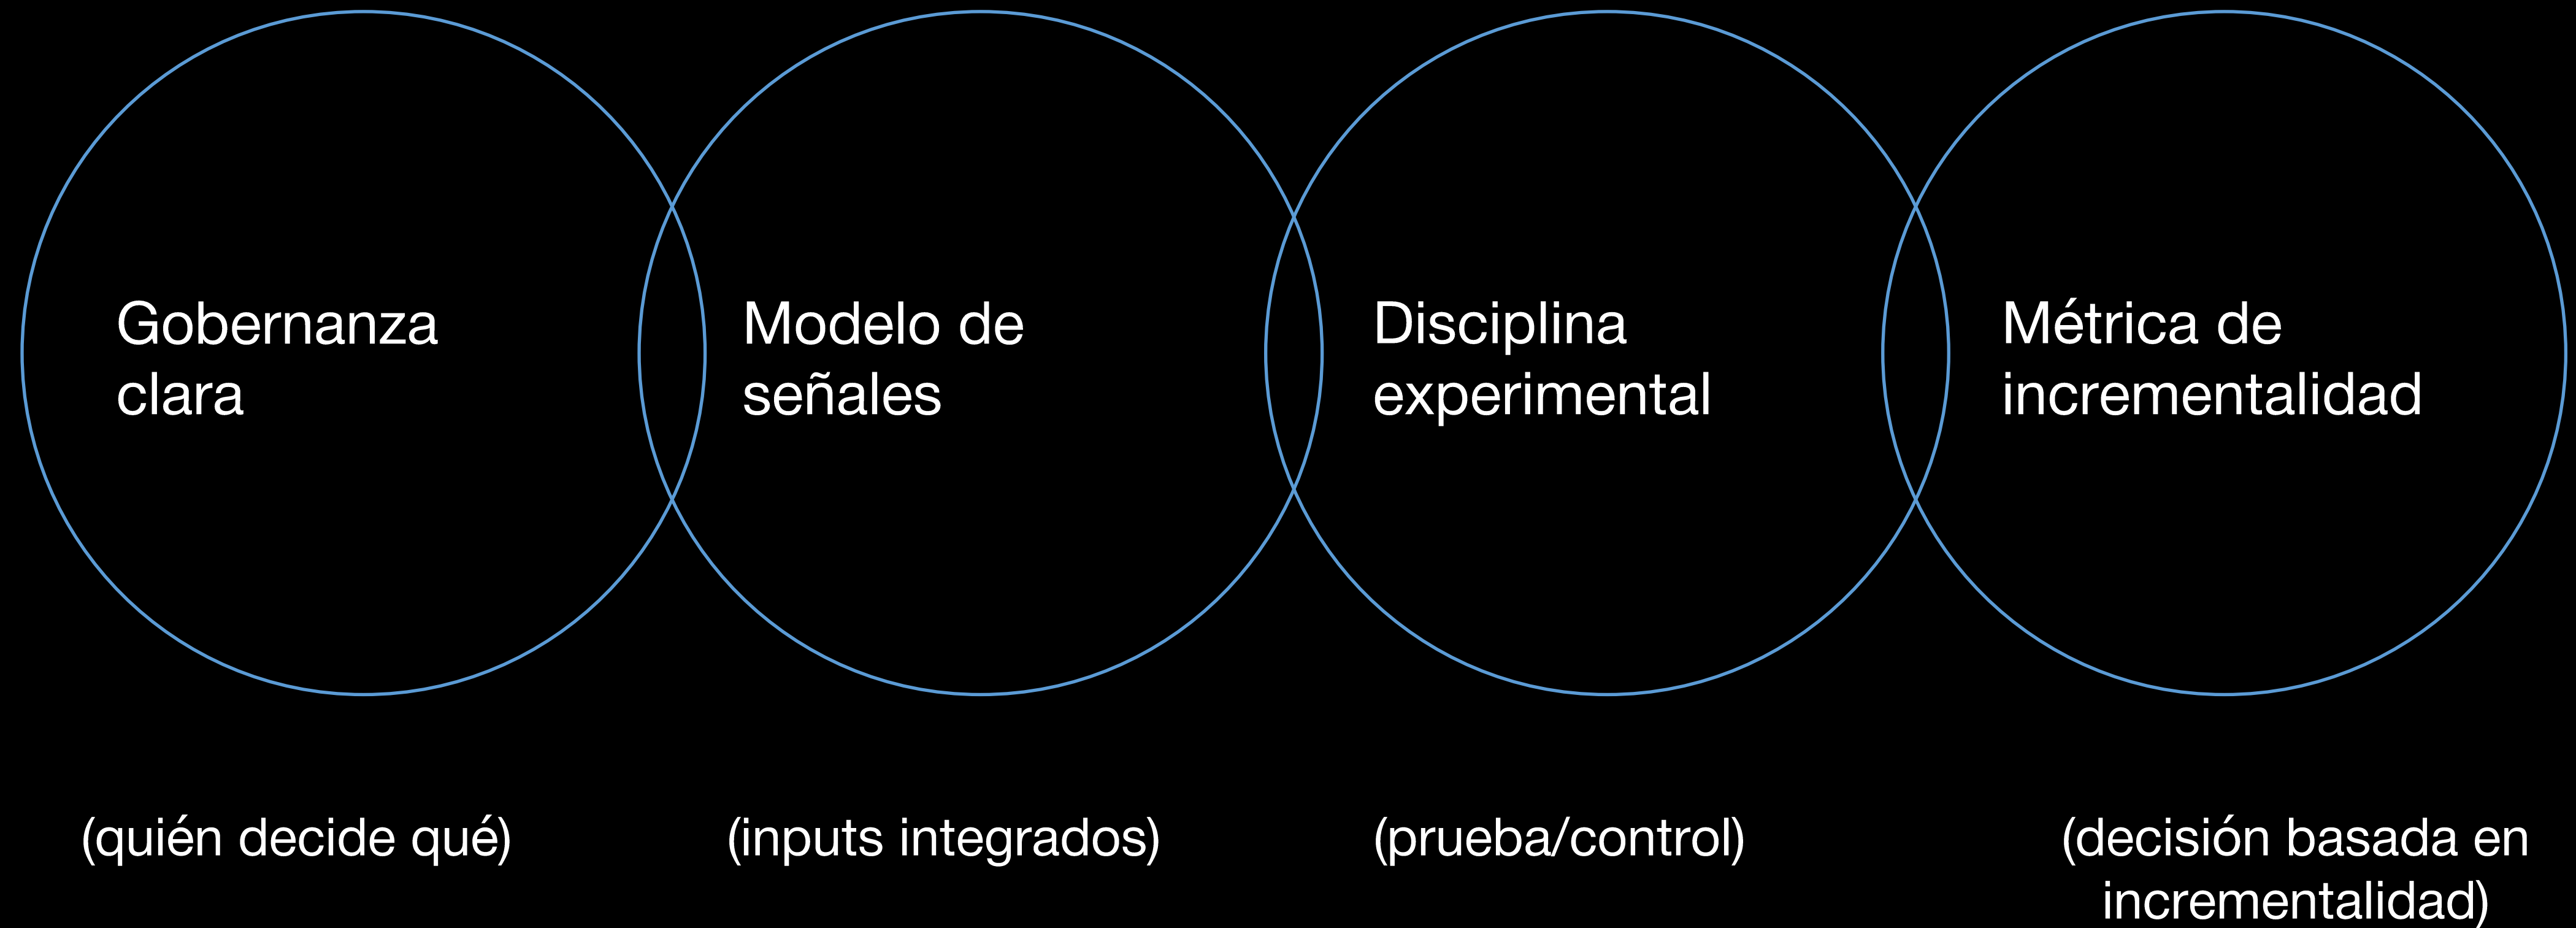 Gobernanza
clara
Modelo de
señales
Disciplina
experimental
Métrica de
incrementalidad
(quién decide qué)
(inputs integrados)
(prueba/control)
(decisión basada en
incrementalidad)